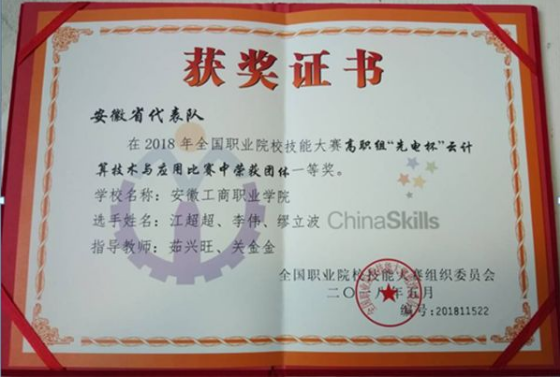 获奖证书
安徽省代表队
在2018年全国职业院校技能大赛高职组“先电杯”云计
算技术与应用比赛中荣获团体一等奖。
学校名称：安徽工商职业学院
选手姓名：江超超、李伟、缪立波
ChinaSkills
指导教师：茹兴旺、关金金
全国职业院校技能大赛组织委员会
二〇一八年五月
编号:201811522